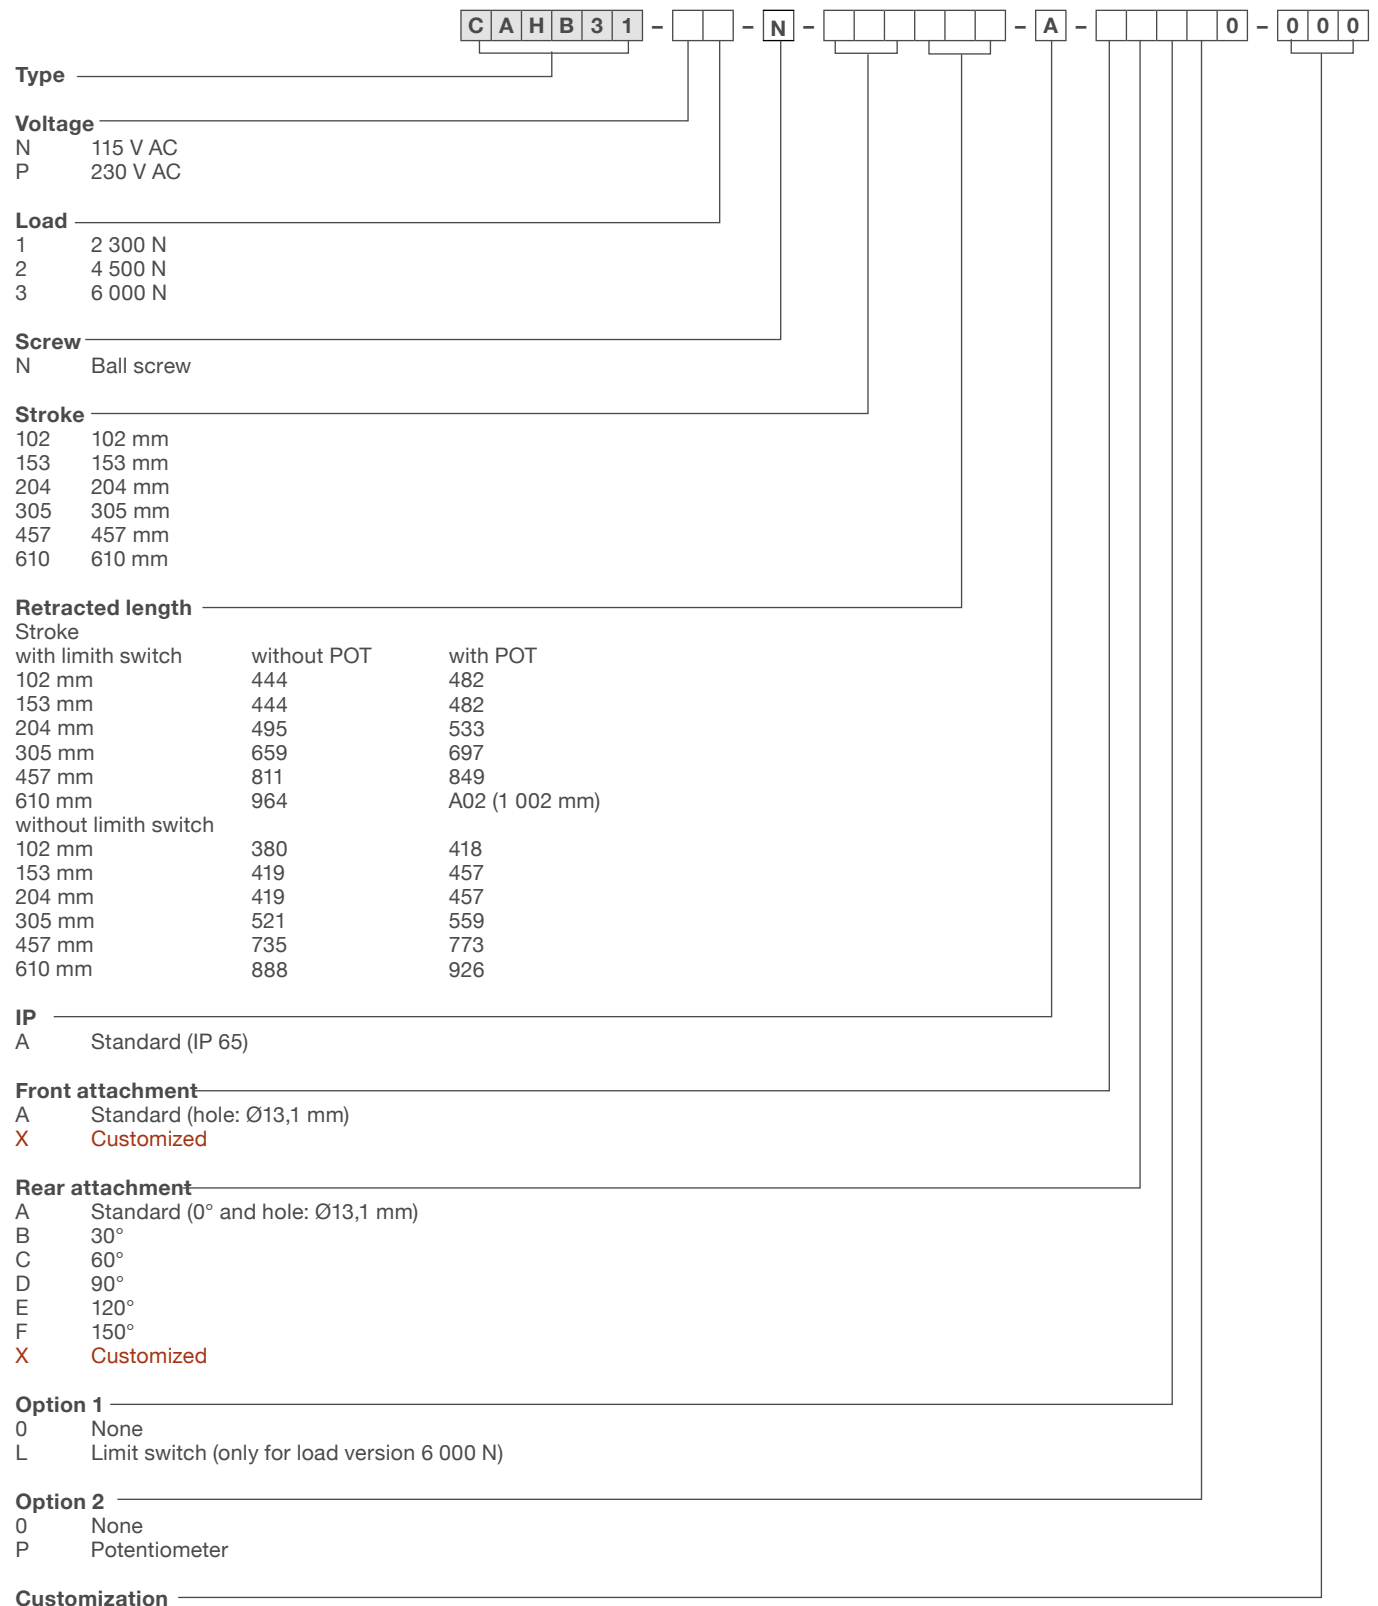 CAHB31 – – N – – A – 0 – 000
Type
Voltage
N 115 V AC
P 230 V AC
Load
1 2 300 N
2 4 500 N
3 6 000 N
Screw
N Ball screw
Stroke
102 102 mm
153 153 mm
204 204 mm
305 305 mm
457 457 mm
610 610 mm
Retracted length
Stroke
with limith switch without POT with POT
102 mm 444 482
153 mm 444 482
204 mm 495 533
305 mm 659 697
457 mm 811 849
610 mm 964 A02 (1 002 mm)
without limith switch
102 mm 380 418
153 mm 419 457
204 mm 419 457
305 mm 521 559
457 mm 735 773
610 mm 888 926
IP
A Standard (IP 65)
Front attachment
A Standard (hole: Ø13,1 mm)
X Customized
Rear attachment
A Standard (0° and hole: Ø13,1 mm)
B 30°
C 60°
D 90°
E 120°
F 150°
X Customized
Option 1
0 None
L Limit switch (only for load version 6 000 N)
Option 2
0 None
P Potentiometer
Customization